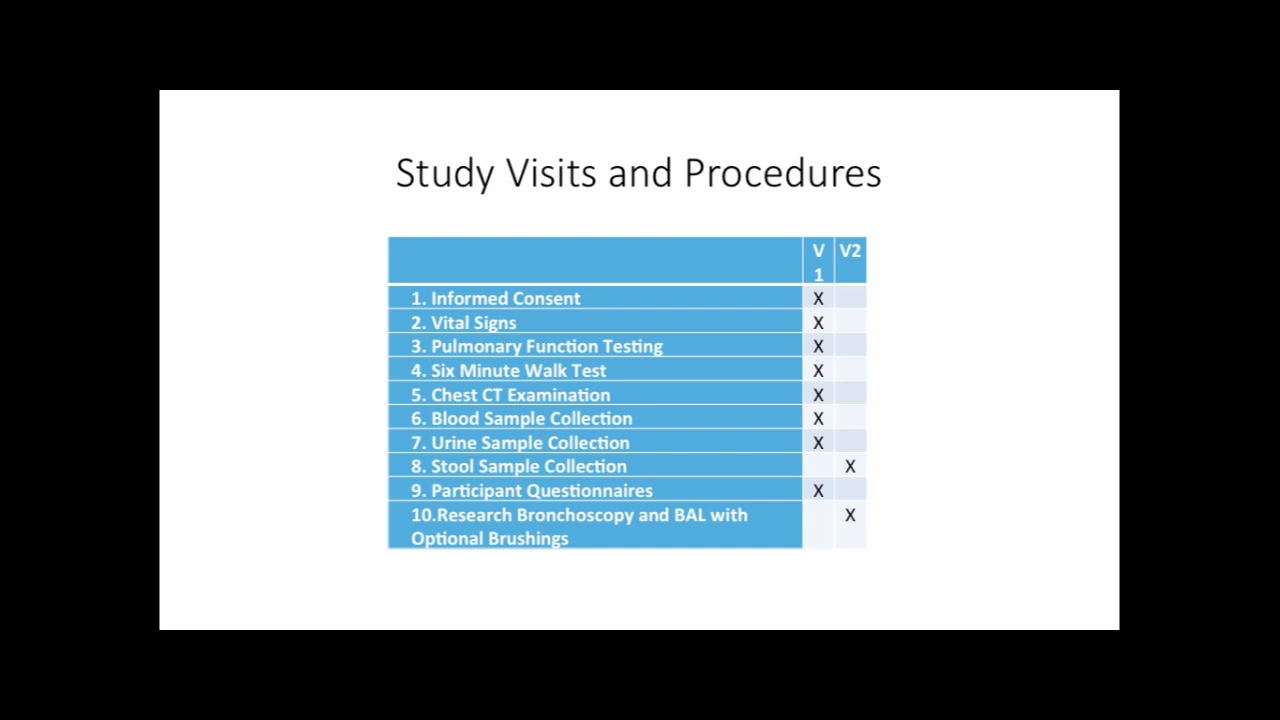 Study Visits and Procedures
V V2
1
1. Informed Consent X
2. Vital Signs X
3. Pulmonary Function Testing X
4. Six Minute Walk Test X
5. Chest CT Examination X
6. Blood Sample Collection X
7. Urine Sample Collection X
8. Stool Sample Collection X
9. Participant Questionnaires X
10.Research Bronchoscopy and BAL with X
Optional Brushings